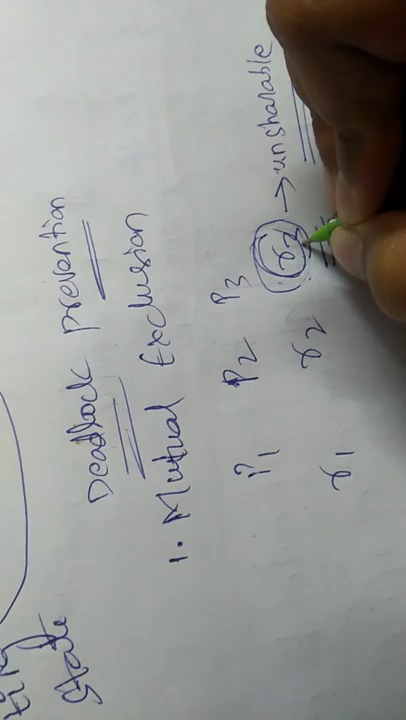 State
Deadlock prevention
1. Mutual Exclusion
P1 P2 P3
r1 r2 r3 → unsharable